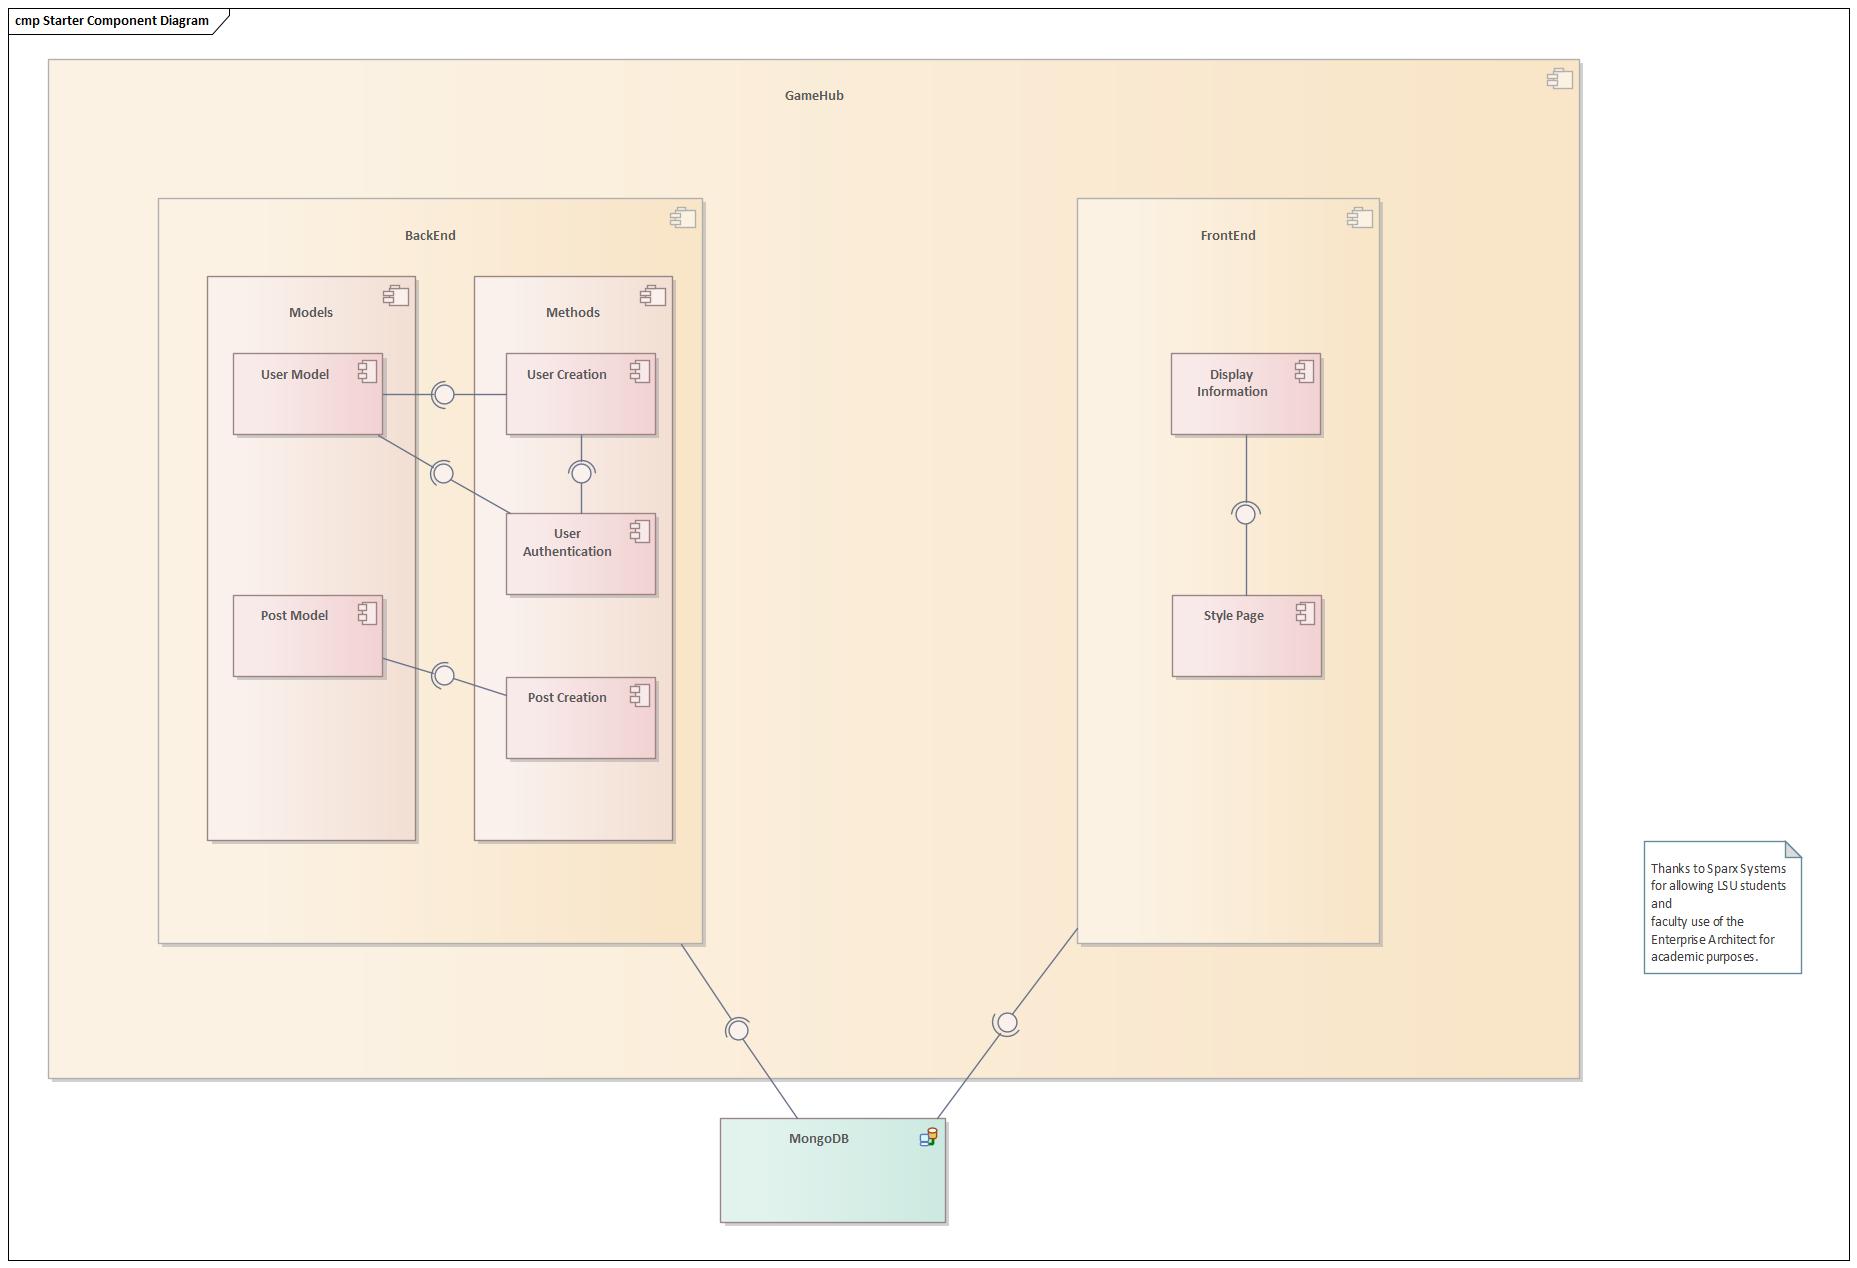 cmp Starter Component Diagram
GameHub
BackEnd
FrontEnd
Models
Methods
User Model
User Creation
Display
Information
User
Authentication
Post Model
Style Page
Post Creation
Thanks to Sparx Systems
for allowing LSU students
and
faculty use of the
Enterprise Architect for
academic purposes.
MongoDB